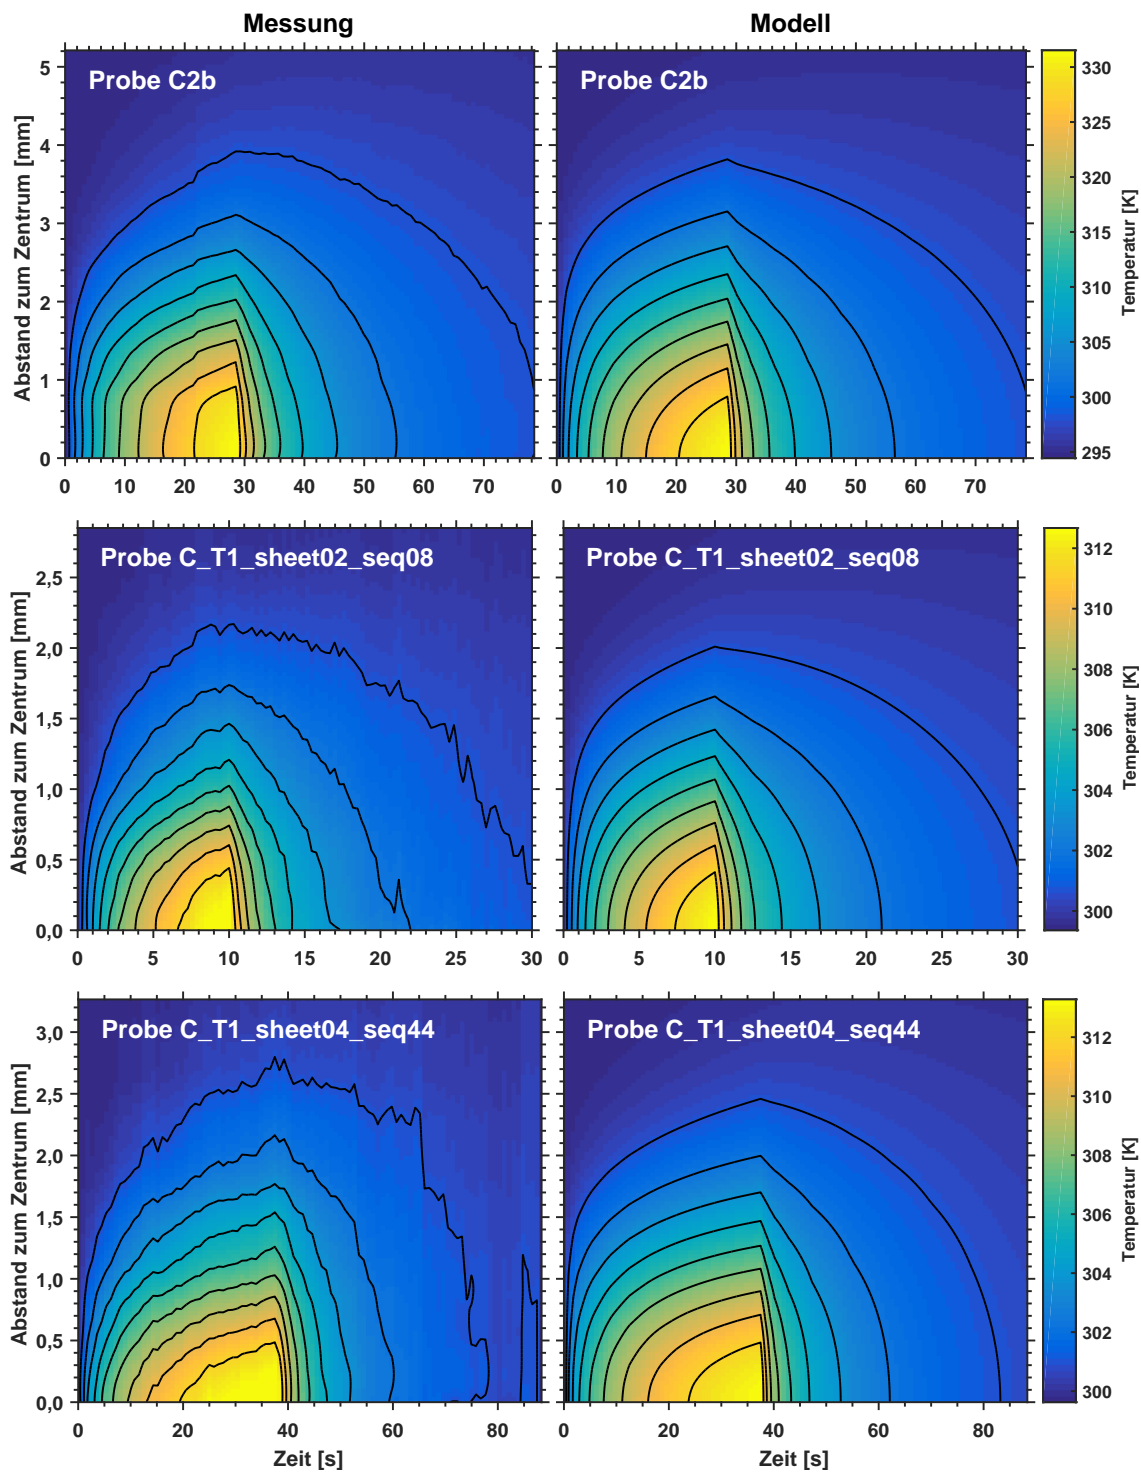 Messung
Modell
Probe C2b
Probe C2b
Abstand zum Zentrum [mm]
5
4
3
2
1
0
0 10 20 30 40 50 60 70
0 10 20 30 40 50 60 70
330
325
320
315
310
305
300
295
Temperatur [K]
Probe C_T1_sheet02_seq08
Probe C_T1_sheet02_seq08
Abstand zum Zentrum [mm]
2,5
2,0
1,5
1,0
0,5
0,0
0 5 10 15 20 25 30
0 5 10 15 20 25 30
312
310
308
306
304
302
300
Temperatur [K]
Probe C_T1_sheet04_seq44
Probe C_T1_sheet04_seq44
Abstand zum Zentrum [mm]
3,0
2,5
2,0
1,5
1,0
0,5
0,0
0 20 40 60 80
0 20 40 60 80
312
310
308
306
304
302
300
Temperatur [K]
Zeit [s]
Zeit [s]